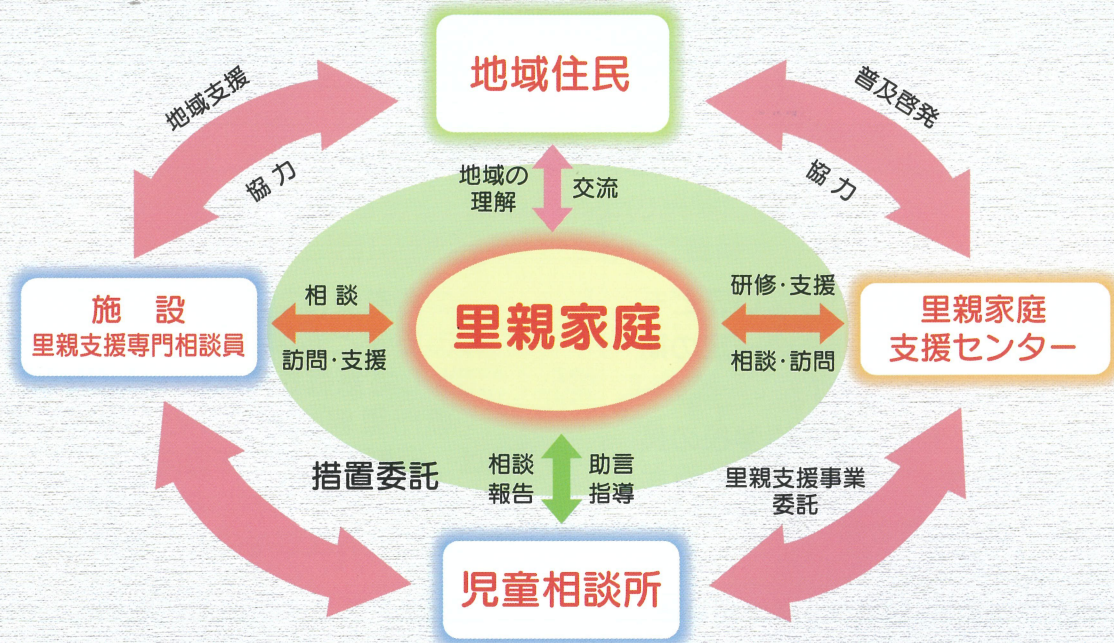 地域住民
地域支援
協力
普及啓発
協力
地域の
理解
交流
施 設
里親支援専門相談員
相談
訪問・支援
里親家庭
研修・支援
相談・訪問
里親家庭
支援センター
措置委託
相談
報告
助言
指導
里親支援事業
委託
児童相談所